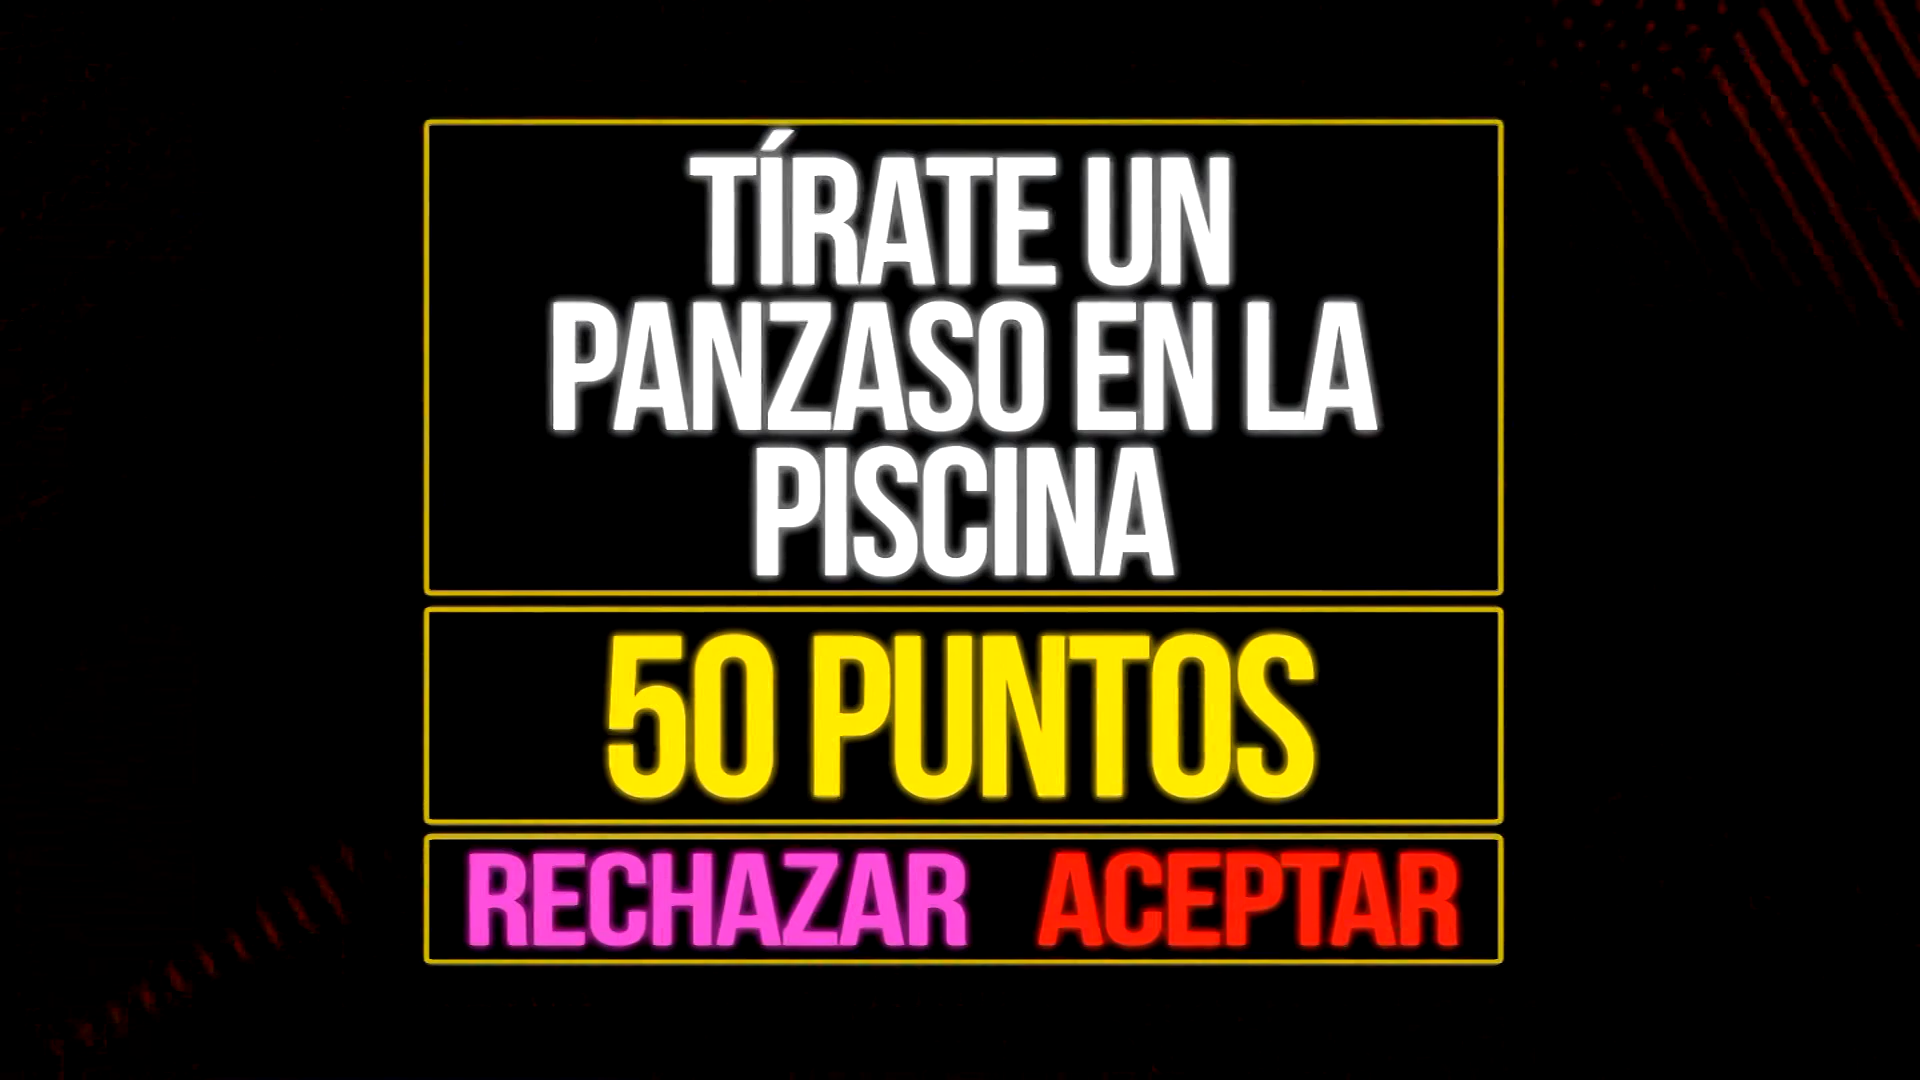 TÍRATE UN
PANZASO EN LA
PISCINA
50 PUNTOS
RECHAZAR ACEPTAR